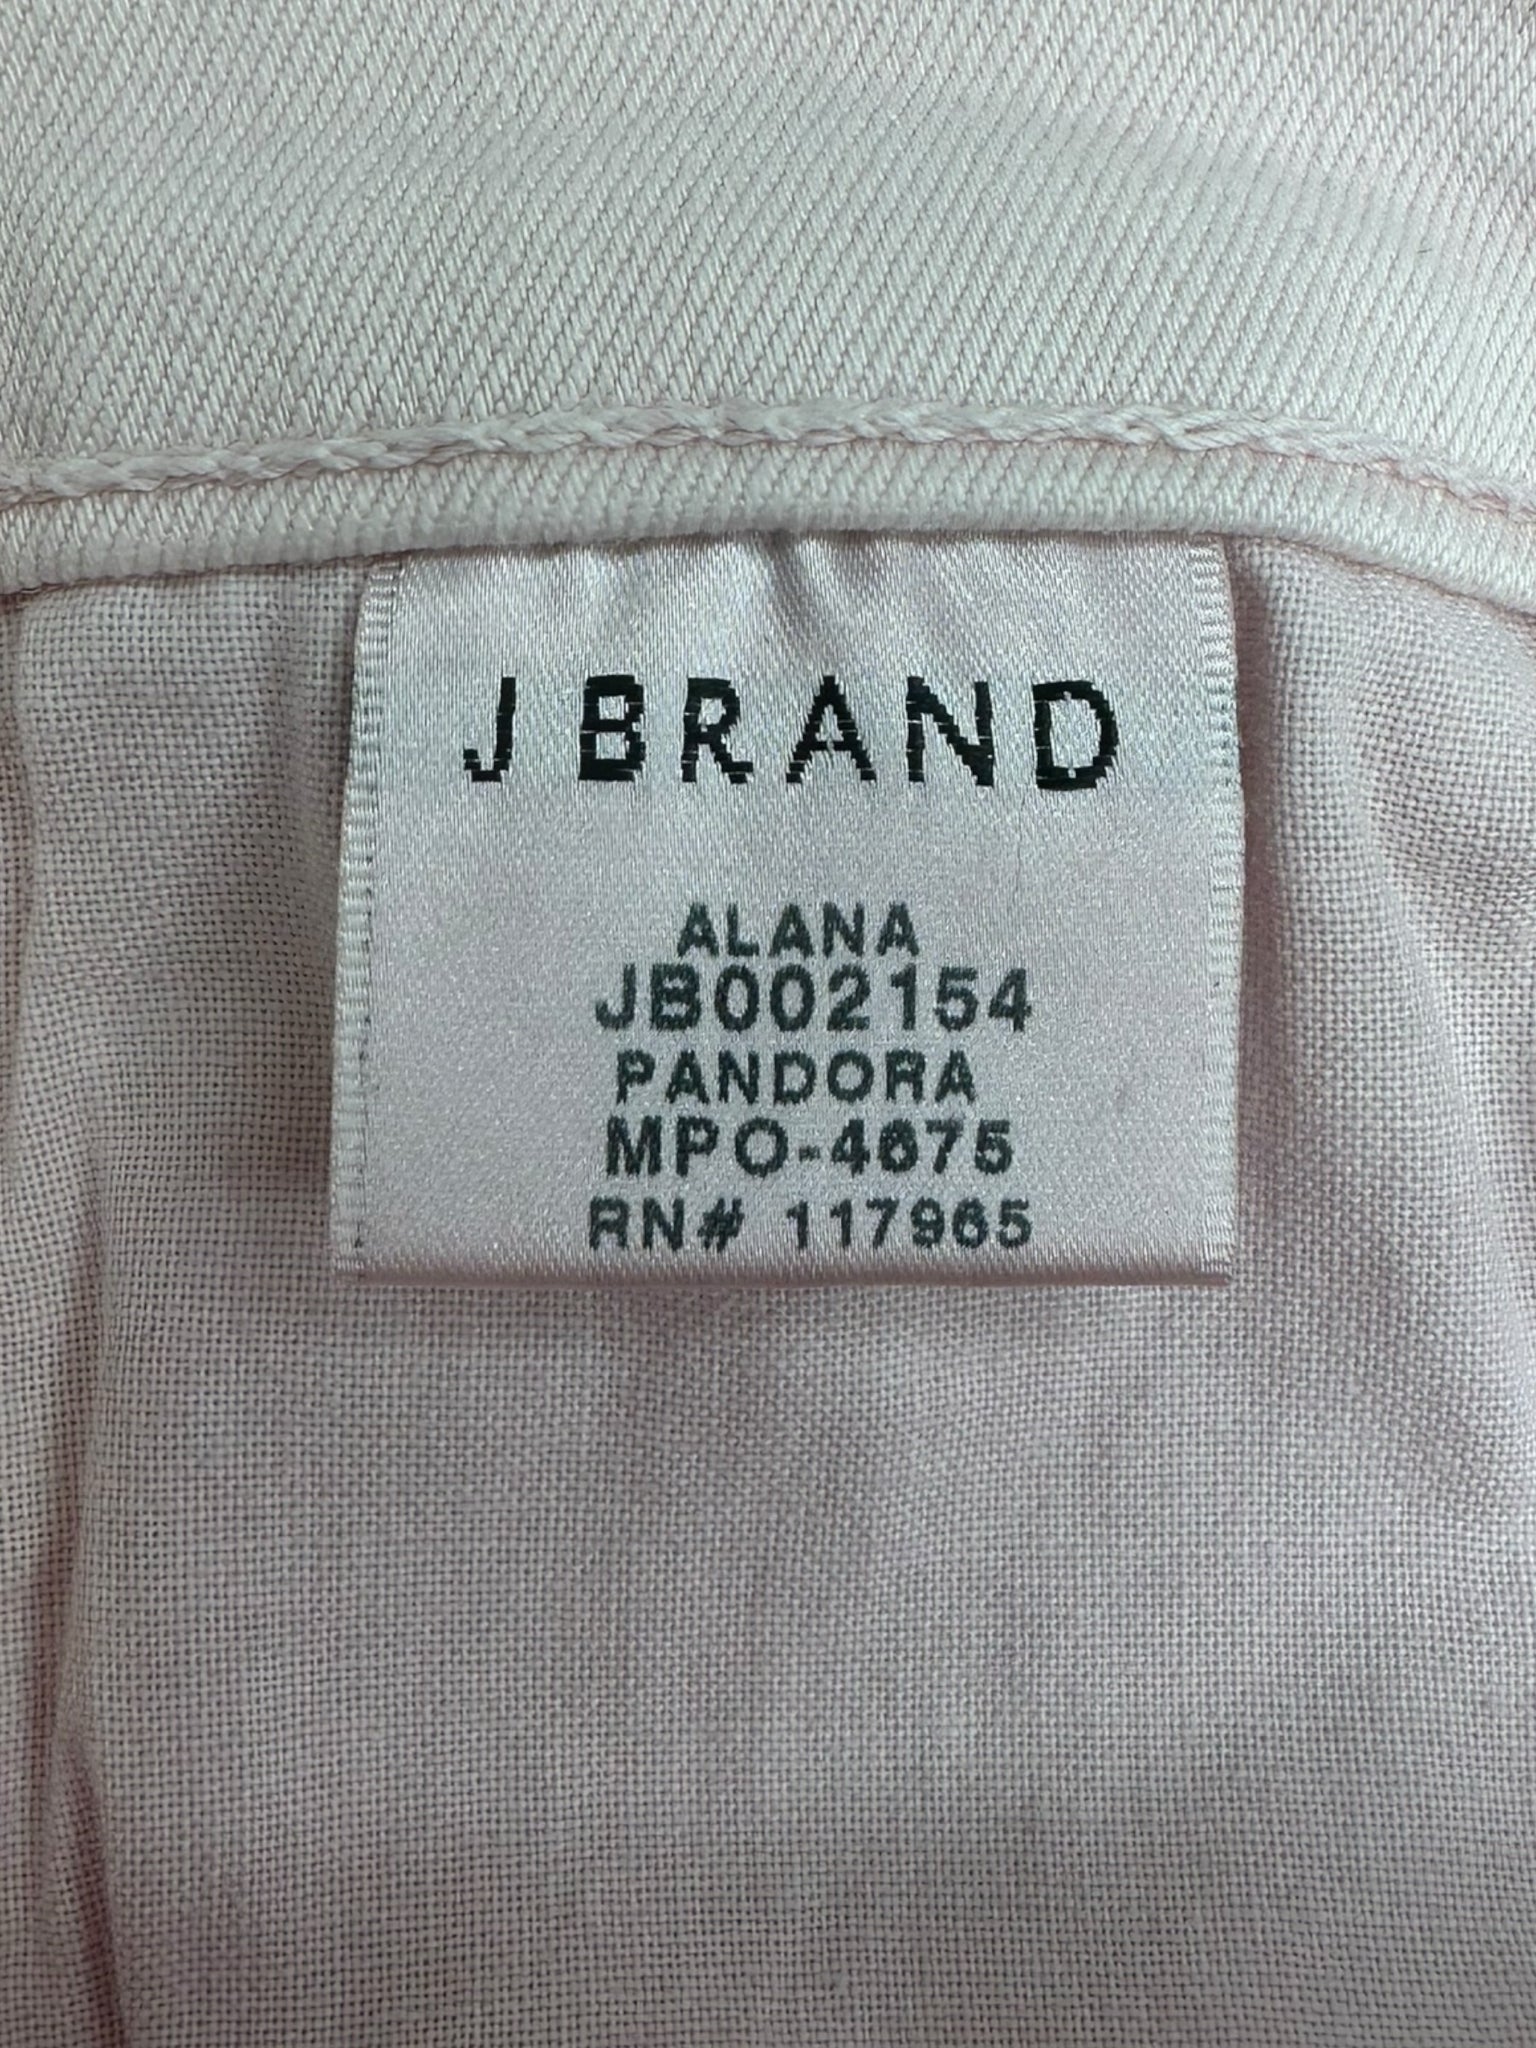 J BRAND
ALANA
JB002154
PANDORA
MPO-4675
RN# 117965